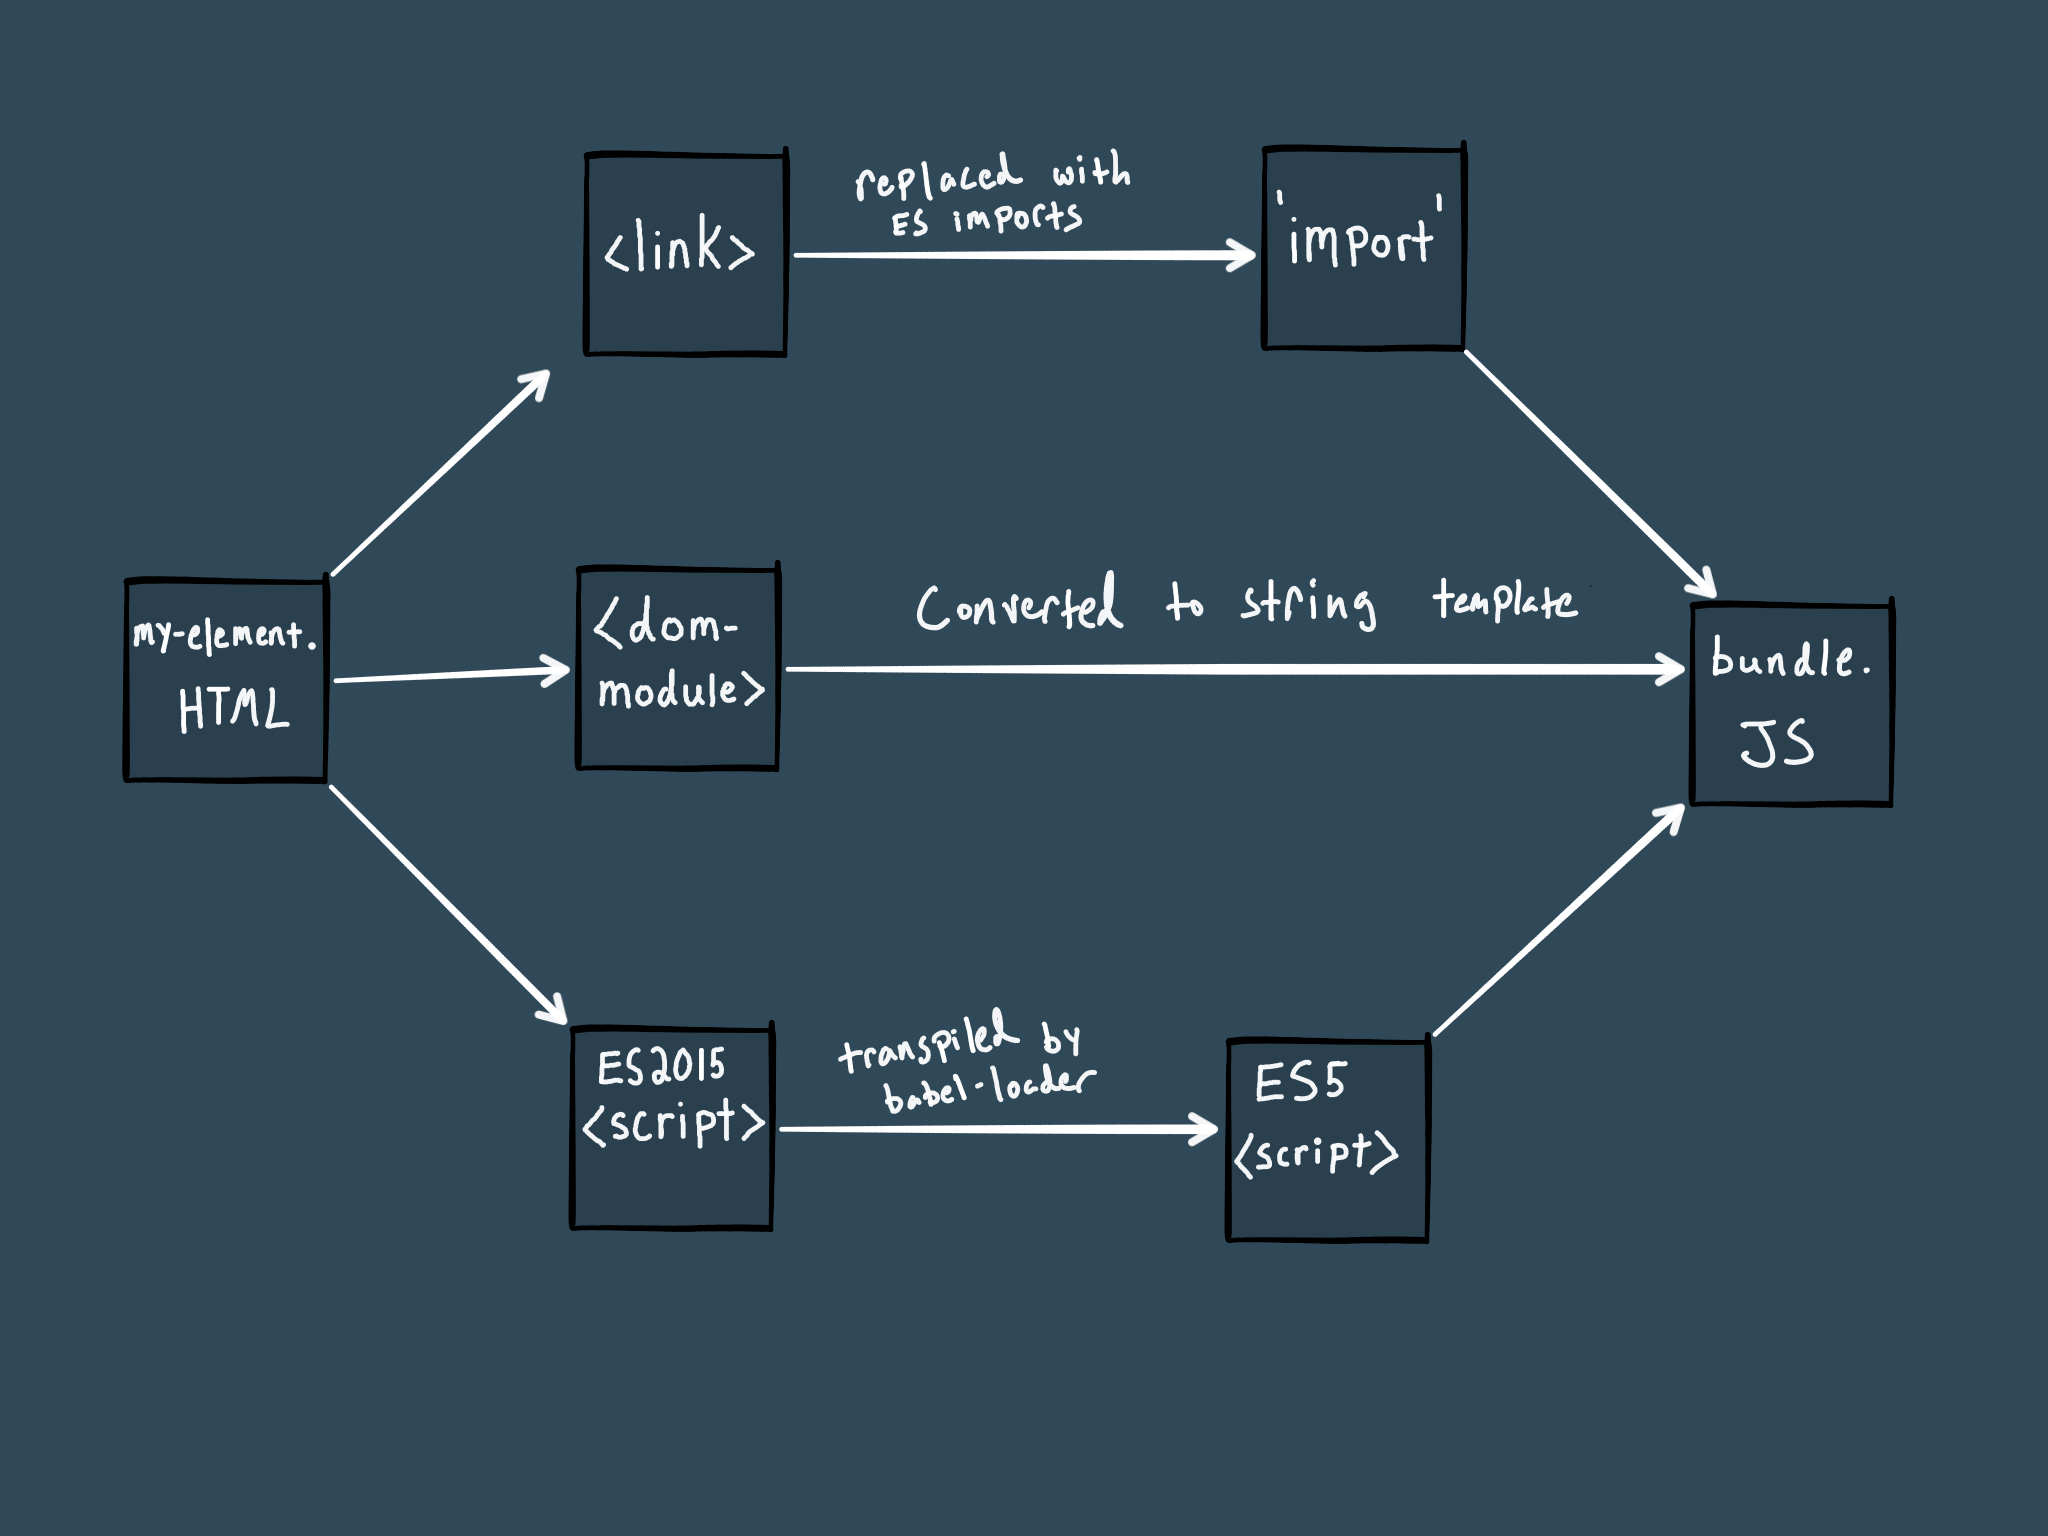 <link>
replaced with
ES imports
'import'
my-element.
HTML
<dom-
module>
Converted to string template
bundle.
JS
ES2015
<script>
transpiled by
babel-loader
ES5
<script>